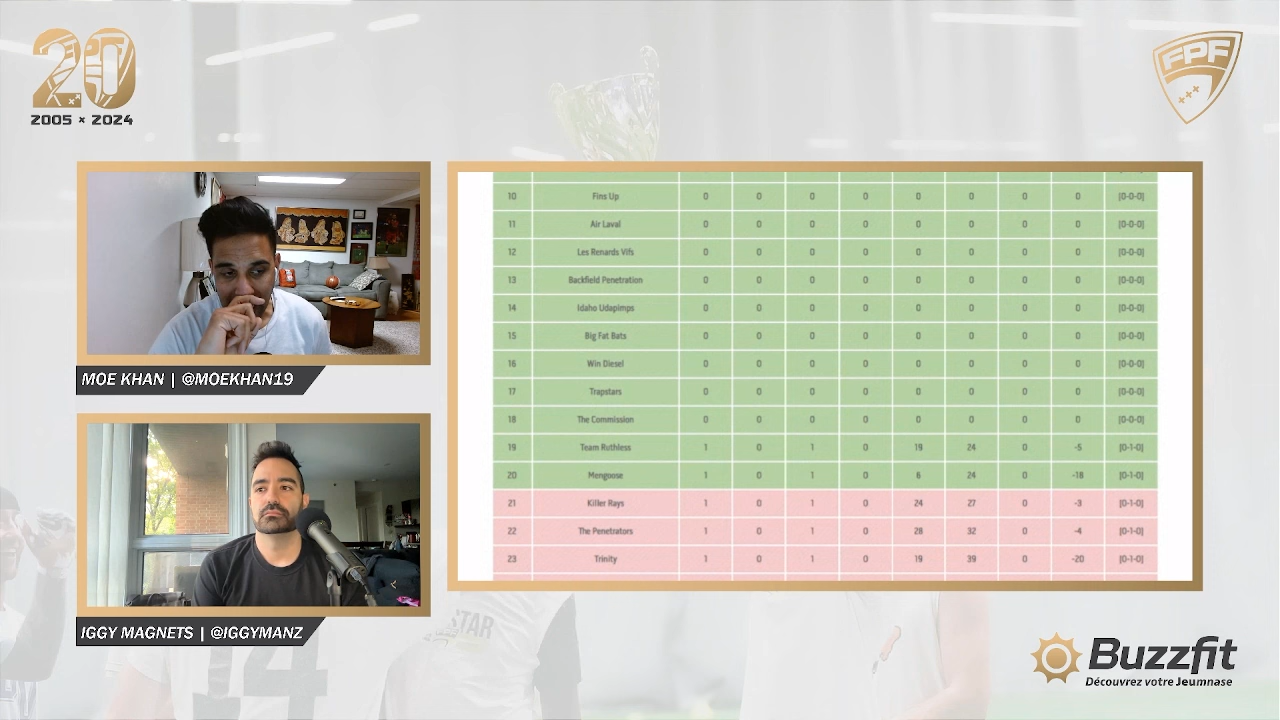 20
2005 × 2024
FPF
MOE KHAN | @MOEKHAN19
IGGY MAGNETS | @IGGYMANZ
10 Fins Up 0 0 0 0 0 0 0 0 [0-0-0]
11 Air Laval 0 0 0 0 0 0 0 0 [0-0-0]
12 Les Renards Vifs 0 0 0 0 0 0 0 0 [0-0-0]
13 Backfield Penetration 0 0 0 0 0 0 0 0 [0-0-0]
14 Idaho Udapimps 0 0 0 0 0 0 0 0 [0-0-0]
15 Big Fat Bats 0 0 0 0 0 0 0 0 [0-0-0]
16 Win Diesel 0 0 0 0 0 0 0 0 [0-0-0]
17 Trapstars 0 0 0 0 0 0 0 0 [0-0-0]
18 The Commission 0 0 0 0 0 0 0 0 [0-0-0]
19 Team Ruthless 1 0 1 0 19 24 0 -5 [0-1-0]
20 Mengoose 1 0 1 0 6 24 0 -18 [0-1-0]
21 Killer Rays 1 0 1 0 24 27 0 -3 [0-1-0]
22 The Penetrators 1 0 1 0 28 32 0 -4 [0-1-0]
23 Trinity 1 0 1 0 19 39 0 -20 [0-1-0]
STAR
14
Buzzfit
Découvrez votre Jeumnase